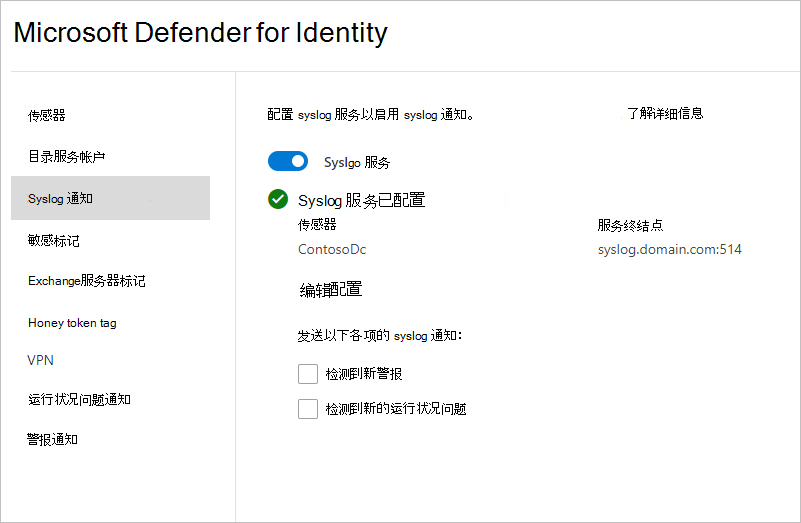 Microsoft Defender for Identity
传感器
目录服务帐户
Syslog 通知
敏感标记
Exchange服务器标记
Honey token tag
VPN
运行状况问题通知
警报通知
配置 syslog 服务以启用 syslog 通知。 了解详细信息
Syslgo 服务
Syslog 服务已配置
传感器 服务终结点
ContosoDc syslog.domain.com:514
编辑配置
发送以下各项的 syslog 通知:
检测到新警报
检测到新的运行状况问题